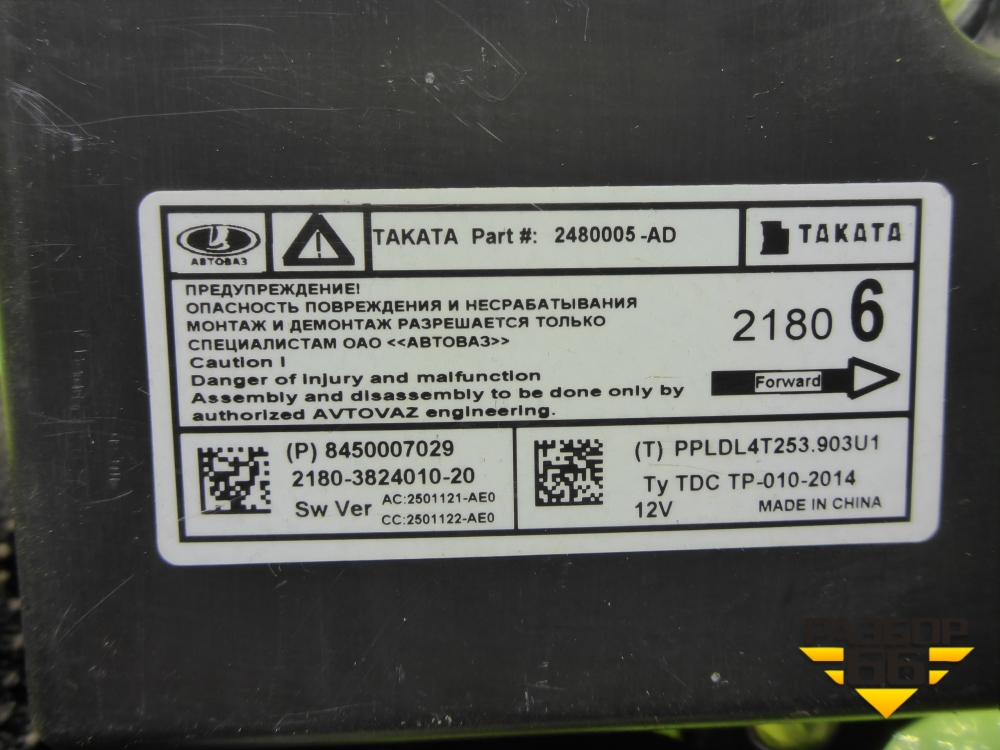 АВТОВАЗ
TAKATA Part #: 2480005-AD
TAKATA
ПРЕДУПРЕЖДЕНИЕ!
ОПАСНОСТЬ ПОВРЕЖДЕНИЯ И НЕСРАБАТЫВАНИЯ
МОНТАЖ И ДЕМОНТАЖ РАЗРЕШАЕТСЯ ТОЛЬКО
СПЕЦИАЛИСТАМ ОАО <<АВТОВАЗ>>
Caution !
Danger of injury and malfunction
Assembly and disassembly to be done only by
authorized AVTOVAZ engineering.
2180 6
Forward
(P) 8450007029
2180-3824010-20
Sw Ver AC:2501121-AE0
CC:2501122-AE0
(T) PPLDL4T253.903U1
Ty TDC TP-010-2014
12V MADE IN CHINA
РАЗБОР
66